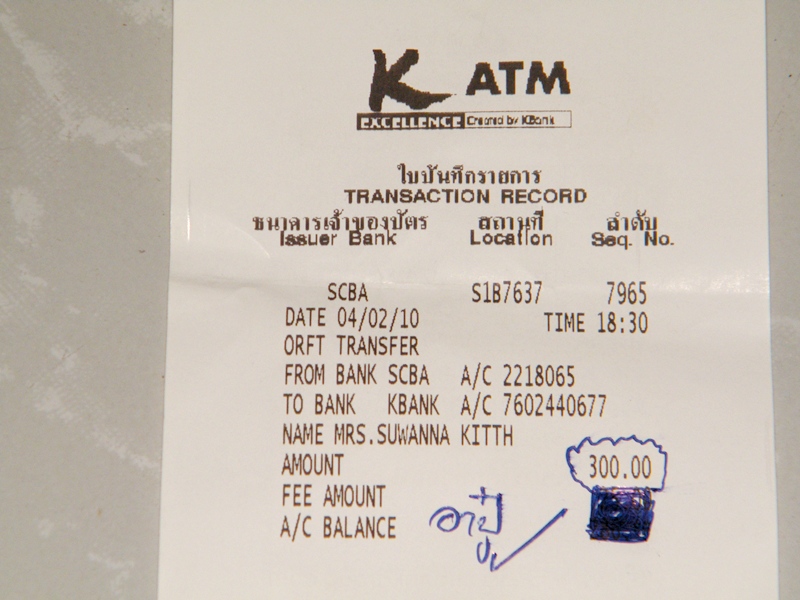 K ATM
EXCELLENCE Created by KBank
ใบบันทึกรายการ
TRANSACTION RECORD
ธนาคารเจ้าของบัตร สถานที่ ลำดับ
Issuer Bank Location Seq. No.
SCBA S1B7637 7965
DATE 04/02/10 TIME 18:30
ORFT TRANSFER
FROM BANK SCBA A/C 2218065
TO BANK KBANK A/C 7602440677
NAME MRS.SUWANNA KITTH
AMOUNT 300.00
FEE AMOUNT
A/C BALANCE อาปู๋